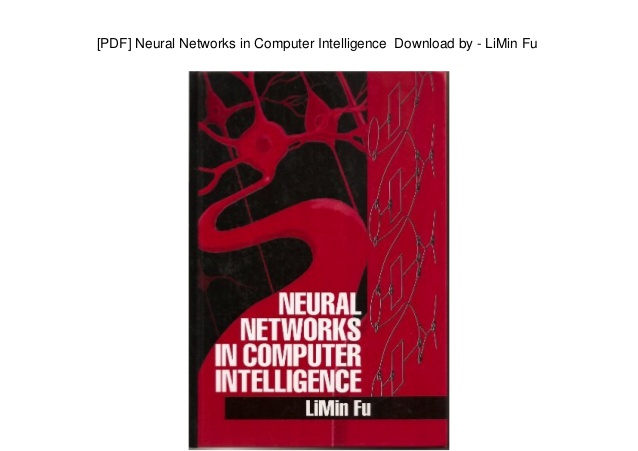 [PDF] Neural Networks in Computer Intelligence Download by - LiMin Fu
NEURAL
NETWORKS
IN COMPUTER
INTELLIGENCE
LiMin Fu